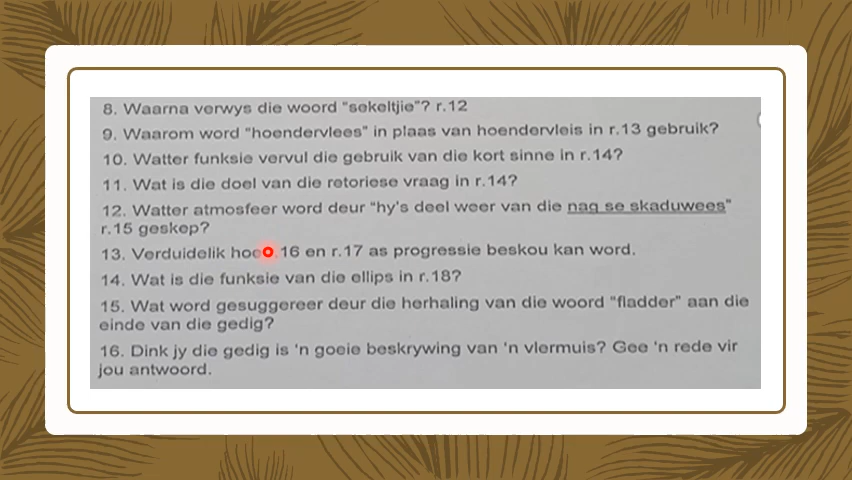 8. Waarna verwys die woord "sekeltjie"? r.12
9. Waarom word "hoendervlees" in plaas van hoendervleis in r.13 gebruik?
10. Watter funksie vervul die gebruik van die kort sinne in r.14?
11. Wat is die doel van die retoriese vraag in r.14?
12. Watter atmosfeer word deur "hy's deel weer van die nag se skaduwees"
r.15 geskep?
13. Verduidelik 16 en r.17 as progressie beskou kan word.
14. Wat is die funksie van die ellips in r.18?
15. Wat word gesuggereer deur die herhaling van die woord "fladder" aan die
einde van die gedig?
16. Dink jy die gedig is 'n goeie beskrywing van 'n vlermuis? Gee 'n rede vir
jou antwoord.